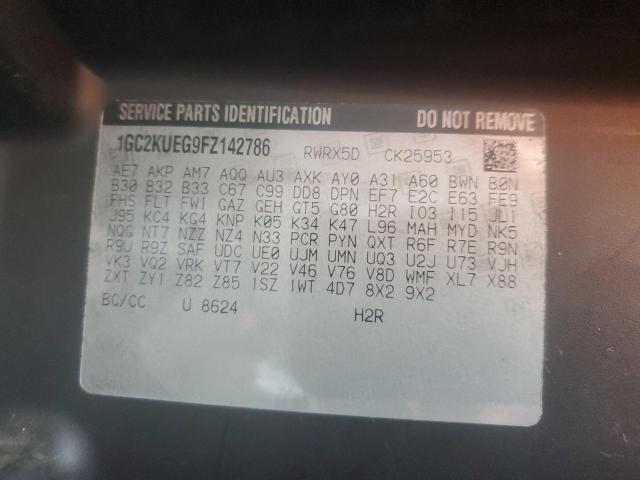 SERVICE PARTS IDENTIFICATION DO NOT REMOVE
1GC2KUEG9FZ142786 RWRX5D CK25953
AE7 AKP AM7 AQQ AU3 AXK AY0 A31 A60 BWN B0N
B30 B32 B33 C67 C99 DD8 DPN EF7 E2C E63 FE9
FHS FLT FW1 GAZ GEH GT5 G80 H2R IO3 I15 JL1
J95 KC4 KG4 KNP K05 K34 K47 L96 MAH MYD NK5
NQG NT7 NZZ NZ4 N33 PCR PYN QXT R6F R7E R9N
R9U R9Z SAF UDC UE0 UJM UMN UQ3 U2J U73 VJH
VK3 VQ2 VRK VT7 V22 V46 V76 V8D WMF XL7 X88
ZXT ZY1 Z82 Z85 1SZ 1WT 4D7 8X2 9X2
BC/CC U 8624 H2R